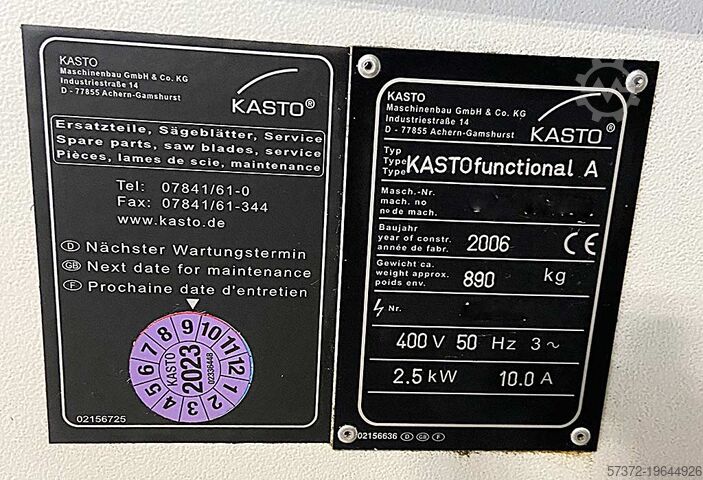 KASTO
Maschinenbau GmbH & Co. KG
Industriestraße 14
D - 77855 Achern-Gamshurst
KASTO®
Ersatzteile, Sägeblätter, Service
Spare parts, saw blades, service
Pièces, lames de scie, maintenance
Tel: 07841/61-0
Fax: 07841/61-344
www.kasto.de
D Nächster Wartungstermin
GB Next date for maintenance
F Prochaine date d'entretien
1 2 3 4 5 6 7 8 9 10 11 12
KASTO
2023
02336448
02156725
KASTO
Maschinenbau GmbH & Co. KG
Industriestraße 14
D - 77855 Achern-Gamshurst
KASTO®
Typ
Type
Type
KASTOfunctional A
Masch.-Nr.
mach. no
no de mach.
Baujahr
year of constr.
année de fabr.
2006
CE
Gewicht ca.
weight approx.
poids env.
890 kg
Nr.
400 V 50 Hz 3 ~
2.5 kW 10.0 A
02156636 D GB F
57372-19644926